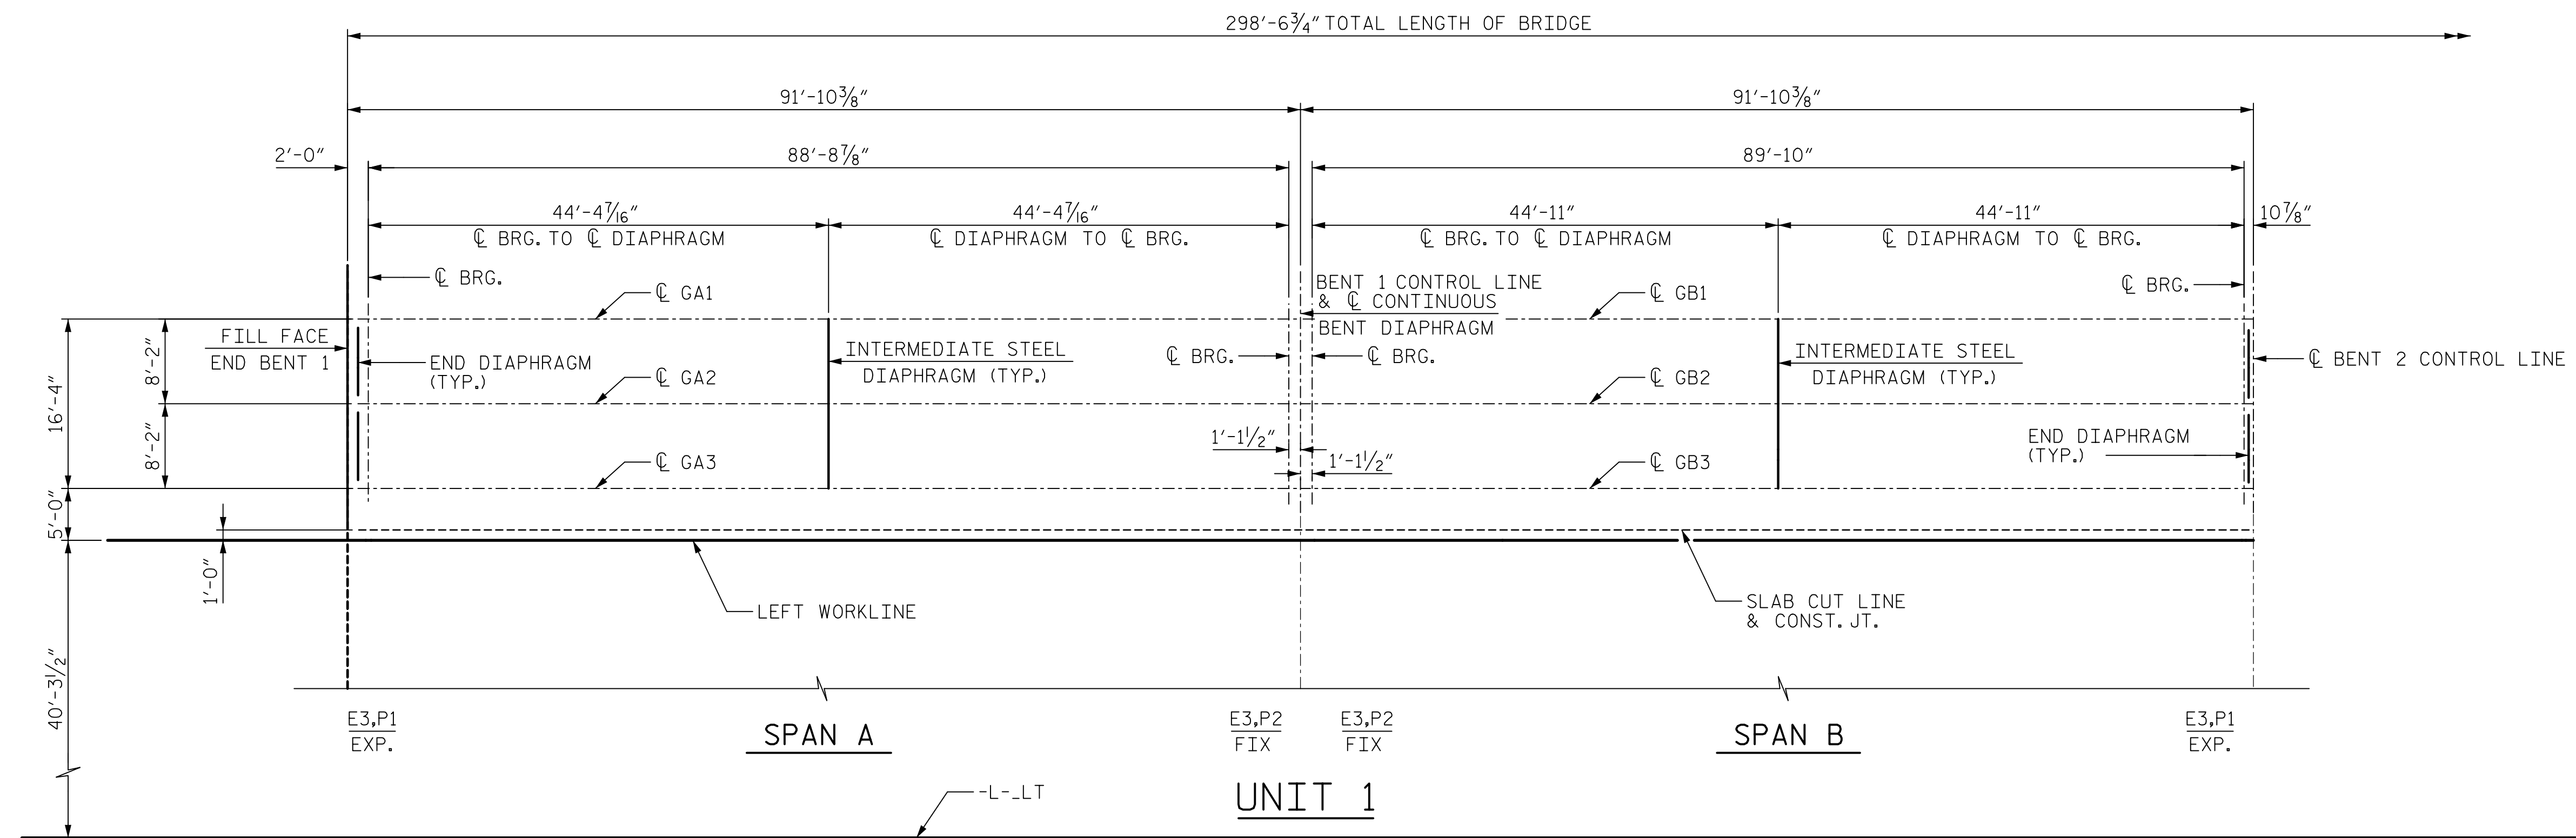 298'-6¾" TOTAL LENGTH OF BRIDGE
91'-10⅜"
91'-10⅜"
2'-0"
88'-8⅞"
89'-10"
44'-4 7/16"
℄ BRG. TO ℄ DIAPHRAGM
44'-4 7/16"
℄ DIAPHRAGM TO ℄ BRG.
44'-11"
℄ BRG. TO ℄ DIAPHRAGM
44'-11"
℄ DIAPHRAGM TO ℄ BRG.
10⅞"
℄ BRG.
℄ GA1
BENT 1 CONTROL LINE
& ℄ CONTINUOUS
BENT DIAPHRAGM
℄ GB1
℄ BRG.
FILL FACE
END BENT 1
END DIAPHRAGM
(TYP.)
INTERMEDIATE STEEL
DIAPHRAGM (TYP.)
℄ BRG.
℄ BRG.
INTERMEDIATE STEEL
DIAPHRAGM (TYP.)
℄ BENT 2 CONTROL LINE
8'-2"
16'-4"
8'-2"
℄ GA2
℄ GB2
1'-1½"
1'-1½"
END DIAPHRAGM
(TYP.)
℄ GA3
℄ GB3
5'-0"
1'-0"
LEFT WORKLINE
SLAB CUT LINE
& CONST. JT.
40'-3½"
E3,P1
EXP.
SPAN A
E3,P2
FIX
E3,P2
FIX
SPAN B
E3,P1
EXP.
-L-_LT
UNIT 1